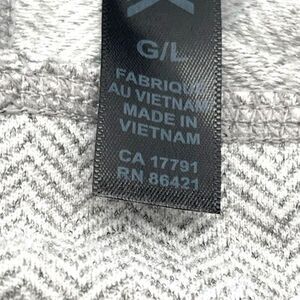 G/L
FABRIQUÉ
AU VIETNAM
MADE IN
VIETNAM
CA 17791
RN 86421